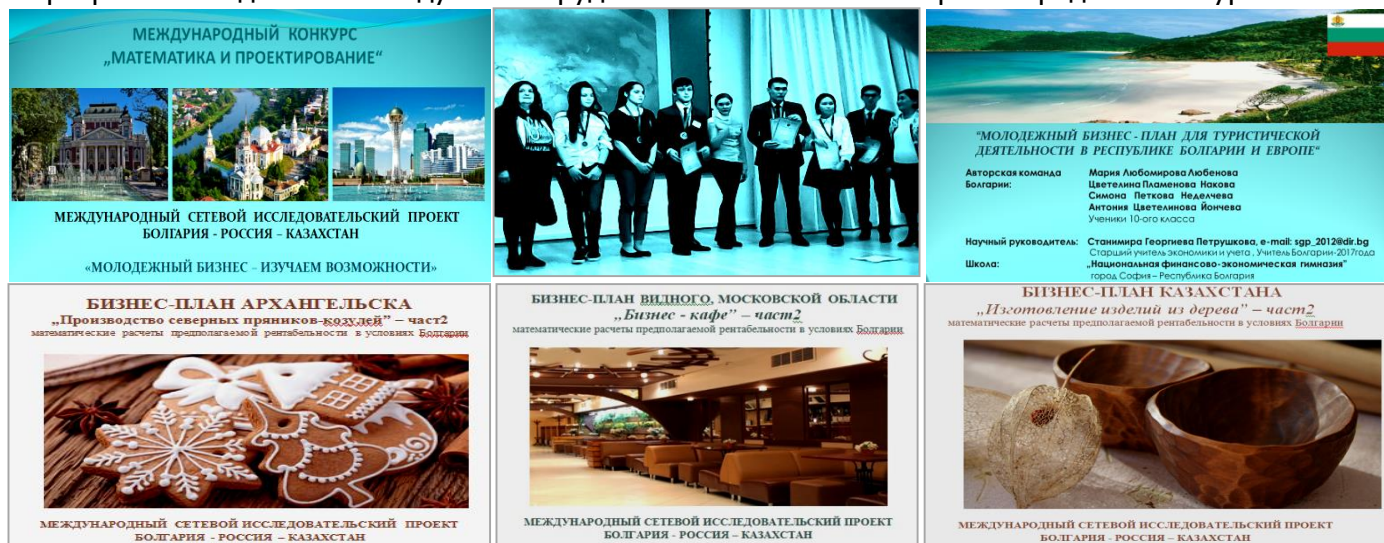 МЕЖДУНАРОДНЫЙ КОНКУРС
„МАТЕМАТИКА И ПРОЕКТИРОВАНИЕ“
МЕЖДУНАРОДНЫЙ СЕТЕВОЙ ИССЛЕДОВАТЕЛЬСКИЙ ПРОЕКТ
БОЛГАРИЯ - РОССИЯ – КАЗАХСТАН
«МОЛОДЕЖНЫЙ БИЗНЕС – ИЗУЧАЕМ ВОЗМОЖНОСТИ»
"МОЛОДЕЖНЫЙ БИЗНЕС - ПЛАН ДЛЯ ТУРИСТИЧЕСКОЙ
ДЕЯТЕЛЬНОСТИ В РЕСПУБЛИКЕ БОЛГАРИИ И ЕВРОПЕ“
Авторская команда Мария Любомирова Любенова
Болгарии: Цветелина Пламенова Накова
Симона Петкова Неделчева
Антония Цветелинова Йончева
Ученики 10-ого класса
Научный руководитель: Станимира Георгиева Петрушкова, e-mail: sgp_2012@dir.bg
Старший учитель экономики и учета , Учитель Болгарии-2017года
Школа: „Национальная финансово-экономическая гимназия"
город София – Республика Болгария
БИЗНЕС-ПЛАН АРХАНГЕЛЬСКА
„Производство северных пряников-козулей” – част2
математические расчеты предполагаемой рентабельности в условиях Болгарии
МЕЖДУНАРОДНЫЙ СЕТЕВОЙ ИССЛЕДОВАТЕЛЬСКИЙ ПРОЕКТ
БОЛГАРИЯ - РОССИЯ – КАЗАХСТАН
БИЗНЕС-ПЛАН ВИДНОГО, МОСКОВСКОЙ ОБЛАСТИ
„Бизнес - кафе” – част2
математические расчеты предполагаемой рентабельности в условиях Болгарии
МЕЖДУНАРОДНЫЙ СЕТЕВОЙ ИССЛЕДОВАТЕЛЬСКИЙ ПРОЕКТ
БОЛГАРИЯ - РОССИЯ – КАЗАХСТАН
БИЗНЕС-ПЛАН КАЗАХСТАНА
„Изготовление изделий из дерева” – част2
математические расчеты предполагаемой рентабельности в условиях Болгарии
МЕЖДУНАРОДНЫЙ СЕТЕВОЙ ИССЛЕДОВАТЕЛЬСКИЙ ПРОЕКТ
БОЛГАРИЯ - РОССИЯ – КАЗАХСТАН